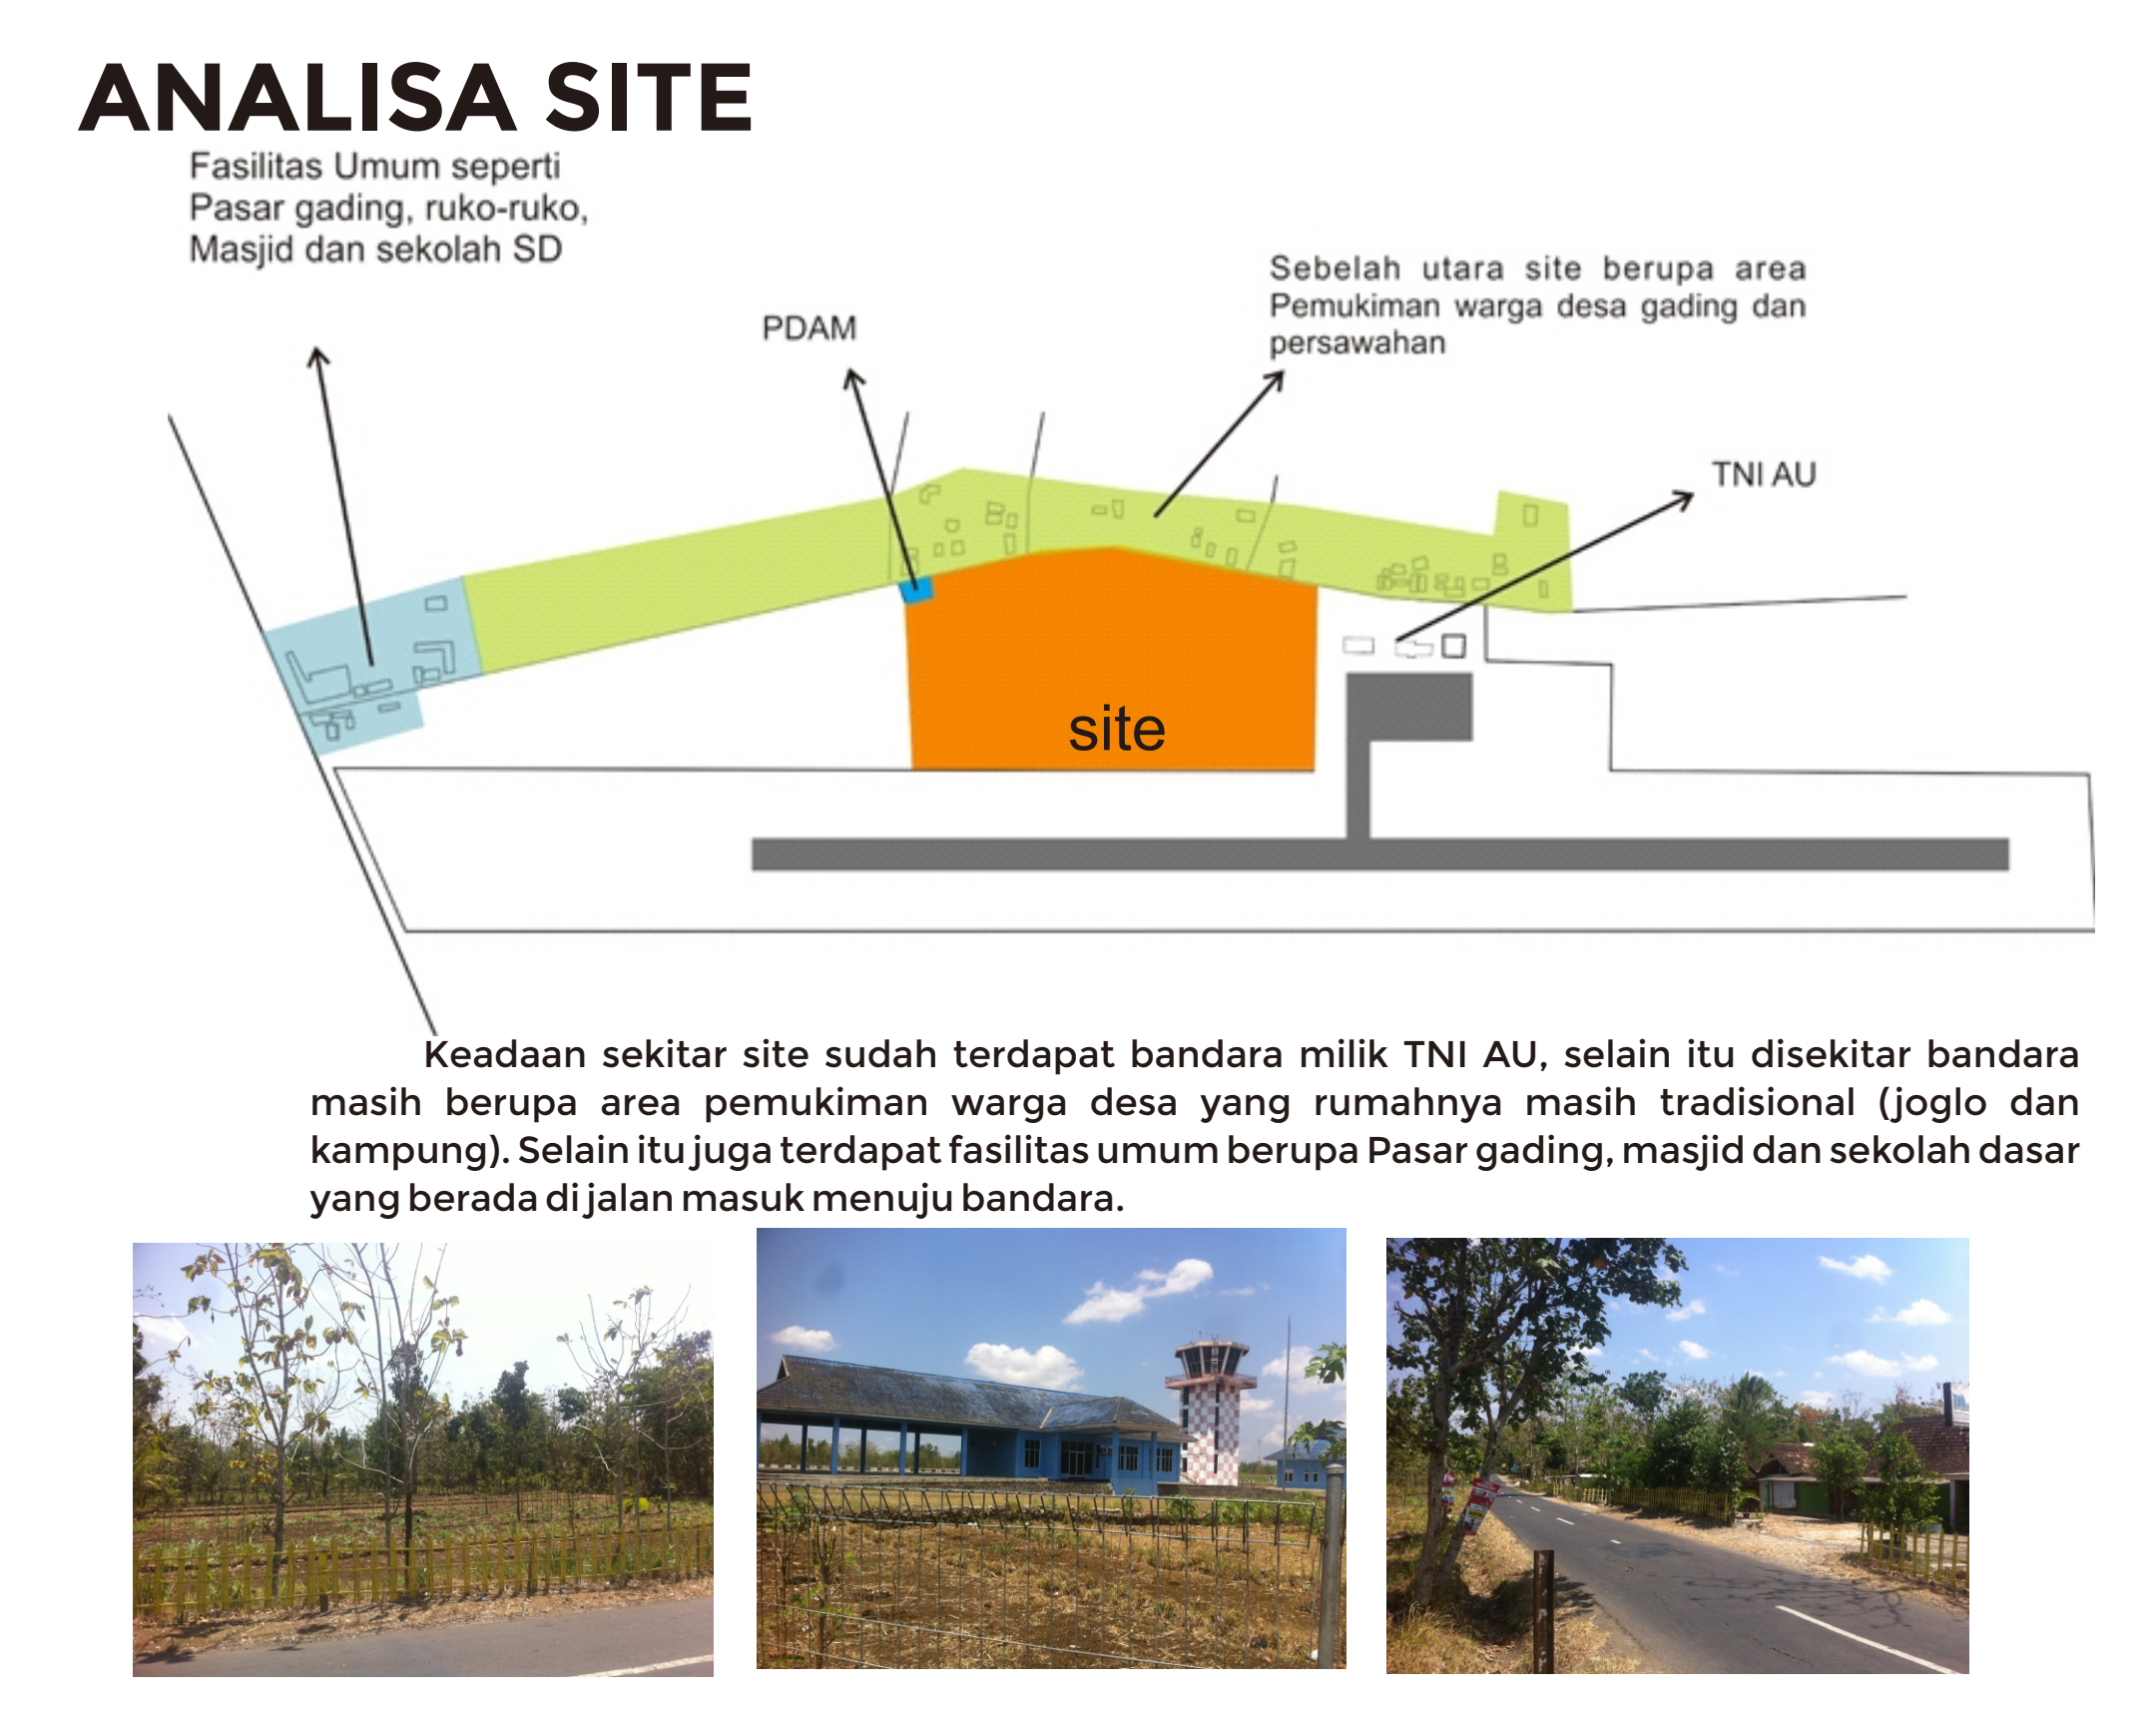 ANALISA SITE
Fasilitas Umum seperti
Pasar gading, ruko-ruko,
Masjid dan sekolah SD
PDAM
Sebelah utara site berupa area
Pemukiman warga desa gading dan
persawahan
TNI AU
site
Keadaan sekitar site sudah terdapat bandara milik TNI AU, selain itu disekitar bandara
masih berupa area pemukiman warga desa yang rumahnya masih tradisional (joglo dan
kampung). Selain itu juga terdapat fasilitas umum berupa Pasar gading, masjid dan sekolah dasar
yang berada di jalan masuk menuju bandara.